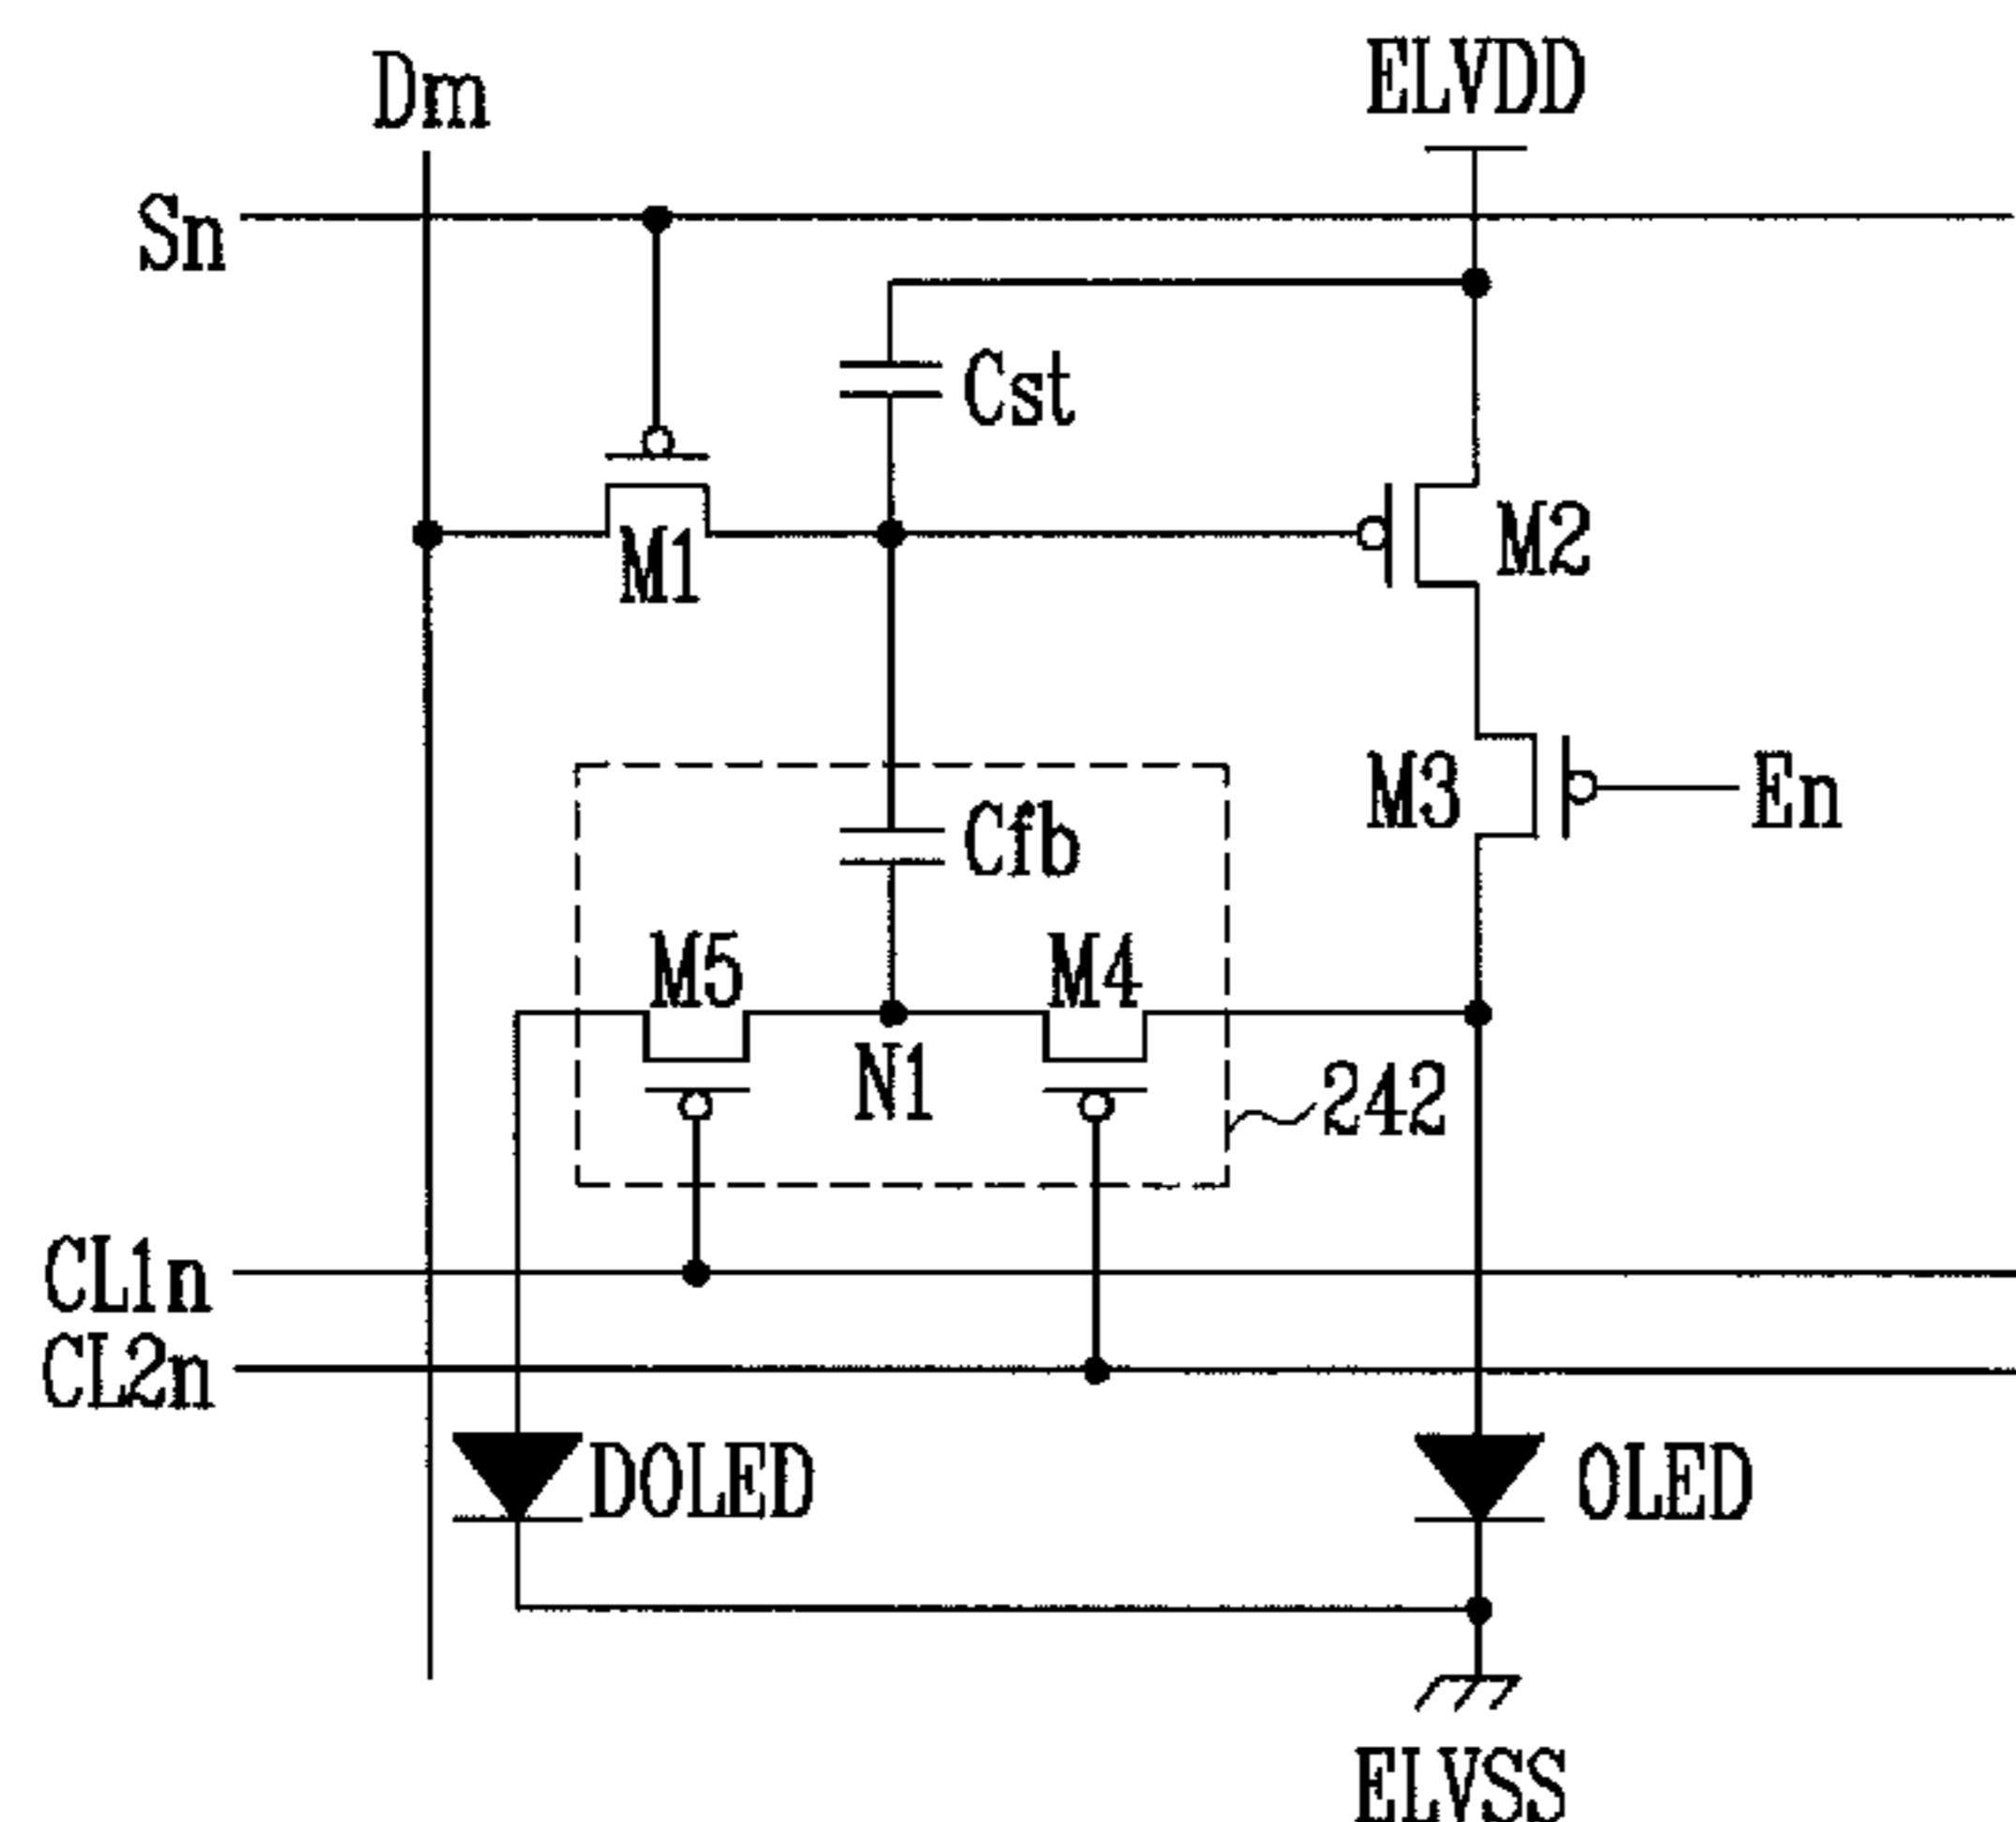 Dm
ELVDD
Sn
Cst
M1
M2
M3
En
Cfb
M5
M4
N1
242
CL1n
CL2n
DOLED
OLED
ELVSS